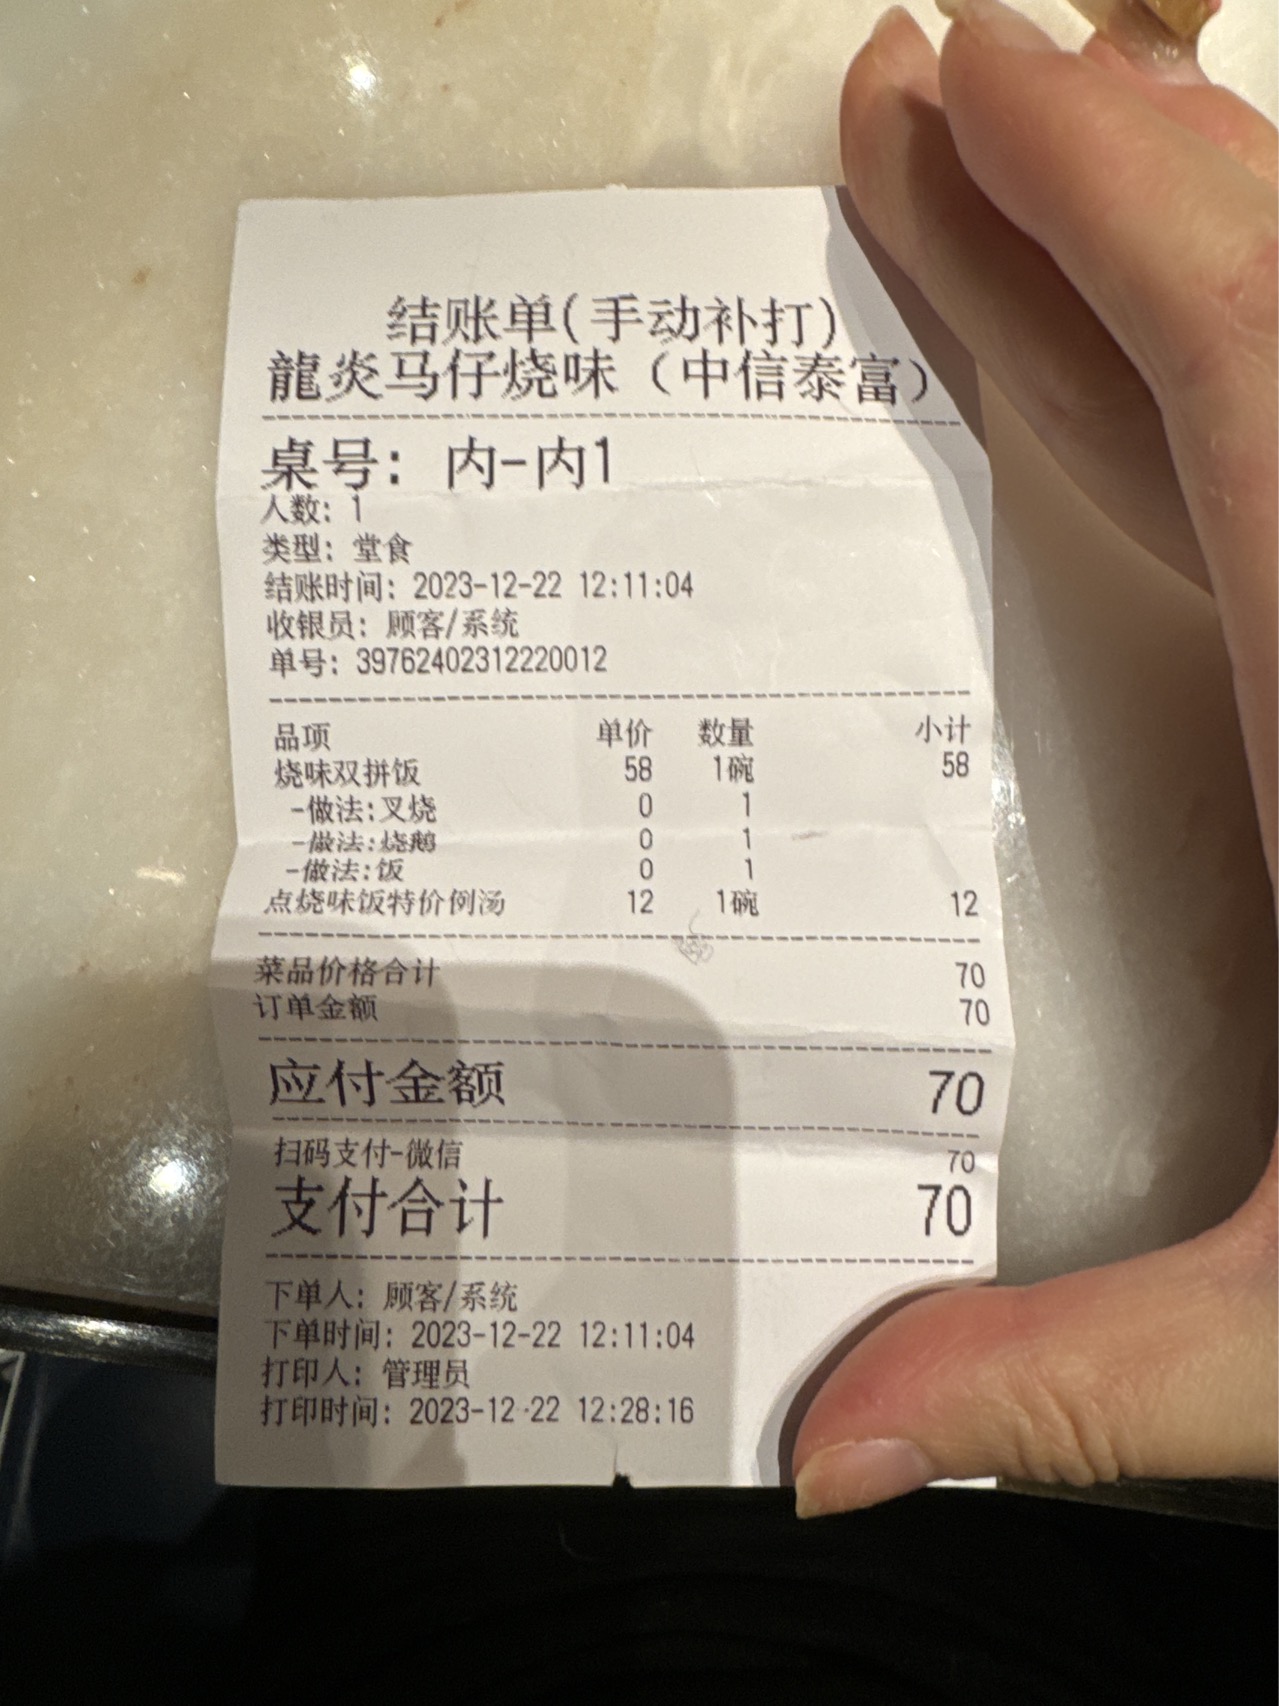 结账单(手动补打)
龍炎马仔烧味（中信泰富）
桌号: 内-内1
人数: 1
类型: 堂食
结账时间: 2023-12-22 12:11:04
收银员: 顾客/系统
单号: 39762402312220012
品项 单价 数量 小计
烧味双拼饭 58 1碗 58
-做法:叉烧 0 1
-做法:烧鹅 0 1
-做法:饭 0 1
点烧味饭特价例汤 12 1碗 12
菜品价格合计 70
订单金额 70
应付金额 70
扫码支付-微信 70
支付合计 70
下单人: 顾客/系统
下单时间: 2023-12-22 12:11:04
打印人: 管理员
打印时间: 2023-12-22 12:28:16